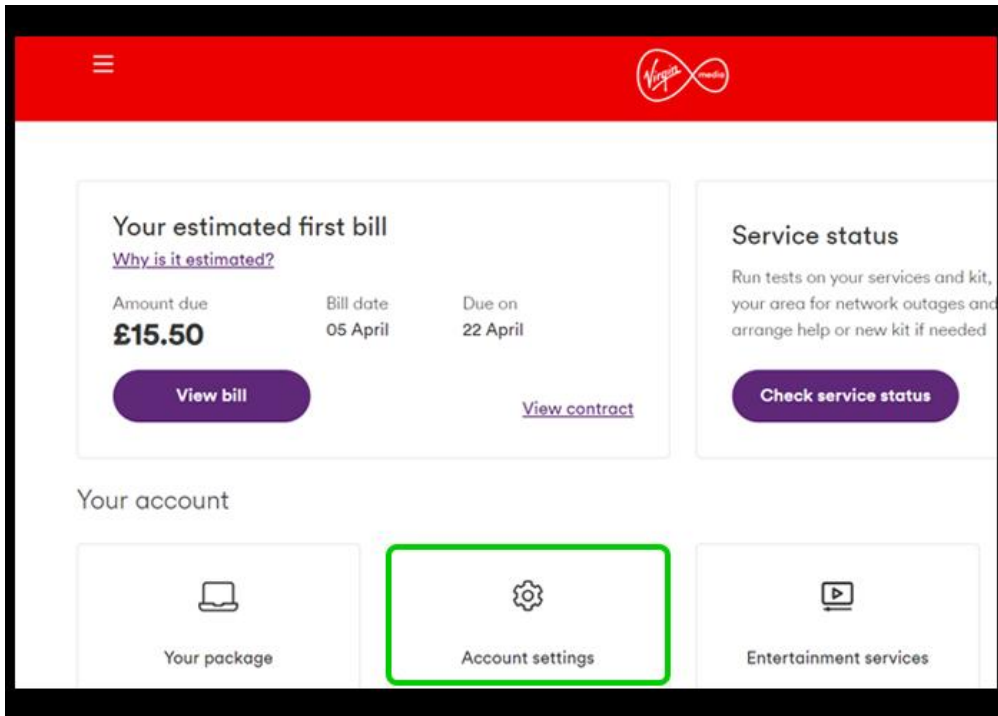 Virgin media
Your estimated first bill
Why is it estimated?
Amount due
£15.50
Bill date
05 April
Due on
22 April
View bill
View contract
Service status
Run tests on your services and kit,
your area for network outages and
arrange help or new kit if needed
Check service status
Your account
Your package
Account settings
Entertainment services